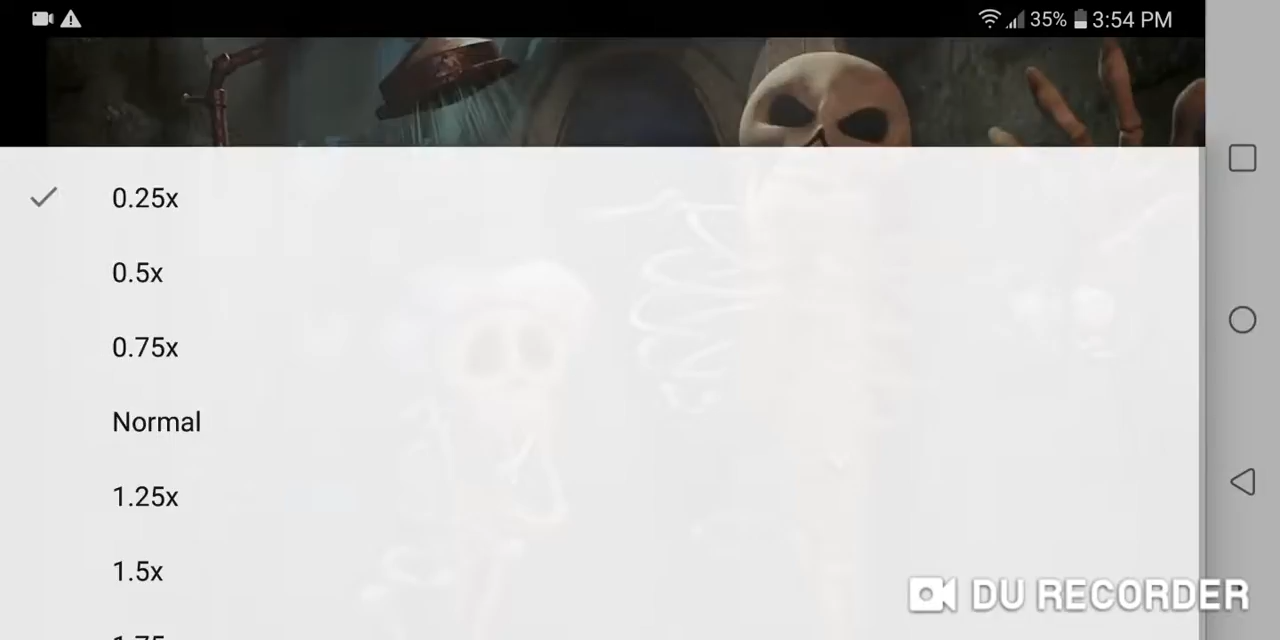 35% 3:54 PM
0.25x
0.5x
0.75x
Normal
1.25x
1.5x
DU RECORDER